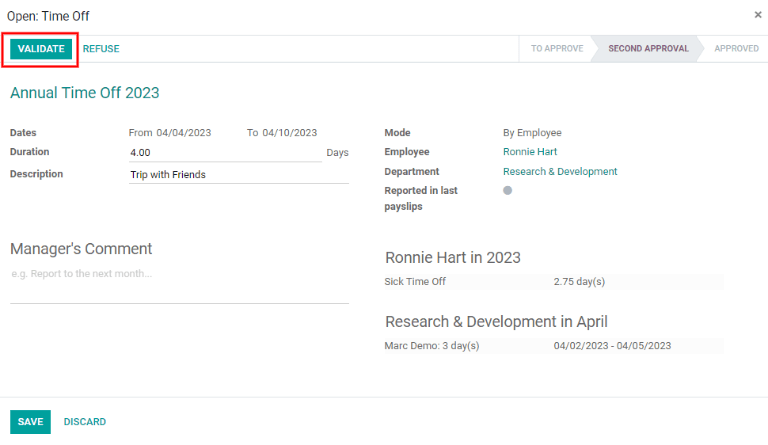 Open: Time Off ×
VALIDATE REFUSE TO APPROVE SECOND APPROVAL APPROVED
Annual Time Off 2023
Dates From 04/04/2023 To 04/10/2023
Duration 4.00 Days
Description Trip with Friends
Mode By Employee
Employee Ronnie Hart
Department Research & Development
Reported in last
payslips
Manager's Comment
e.g. Report to the next month...
Ronnie Hart in 2023
Sick Time Off 2.75 day(s)
Research & Development in April
Marc Demo: 3 day(s) 04/02/2023 - 04/05/2023
SAVE DISCARD